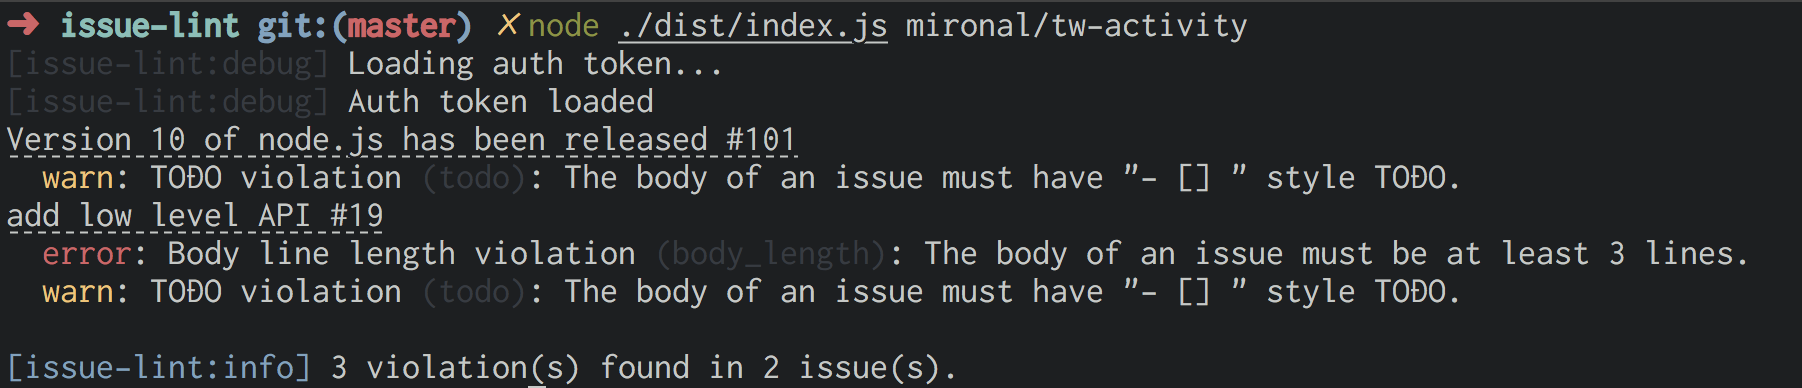 ➜ issue-lint git:(master) ✗ node ./dist/index.js mironal/tw-activity
[issue-lint:debug] Loading auth token...
[issue-lint:debug] Auth token loaded
Version 10 of node.js has been released #101
warn: TOĐO violation (todo): The body of an issue must have "- [] " style TOĐO.
add low level API #19
error: Body line length violation (body_length): The body of an issue must be at least 3 lines.
warn: TOĐO violation (todo): The body of an issue must have "- [] " style TOĐO.
[issue-lint:info] 3 violation(s) found in 2 issue(s).